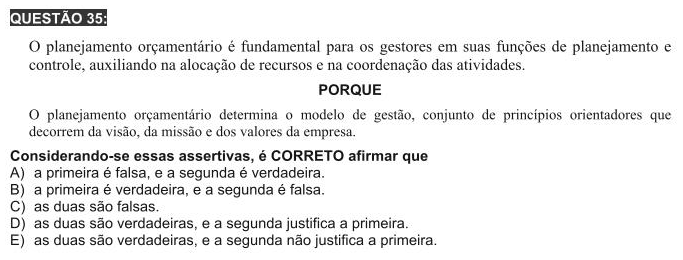 QUESTÃO 35:
O planejamento orçamentário é fundamental para os gestores em suas funções de planejamento e
controle, auxiliando na alocação de recursos e na coordenação das atividades.
PORQUE
O planejamento orçamentário determina o modelo de gestão, conjunto de princípios orientadores que
decorrem da visão, da missão e dos valores da empresa.
Considerando-se essas assertivas, é CORRETO afirmar que
A) a primeira é falsa, e a segunda é verdadeira.
B) a primeira é verdadeira, e a segunda é falsa.
C) as duas são falsas.
D) as duas são verdadeiras, e a segunda justifica a primeira.
E) as duas são verdadeiras, e a segunda não justifica a primeira.